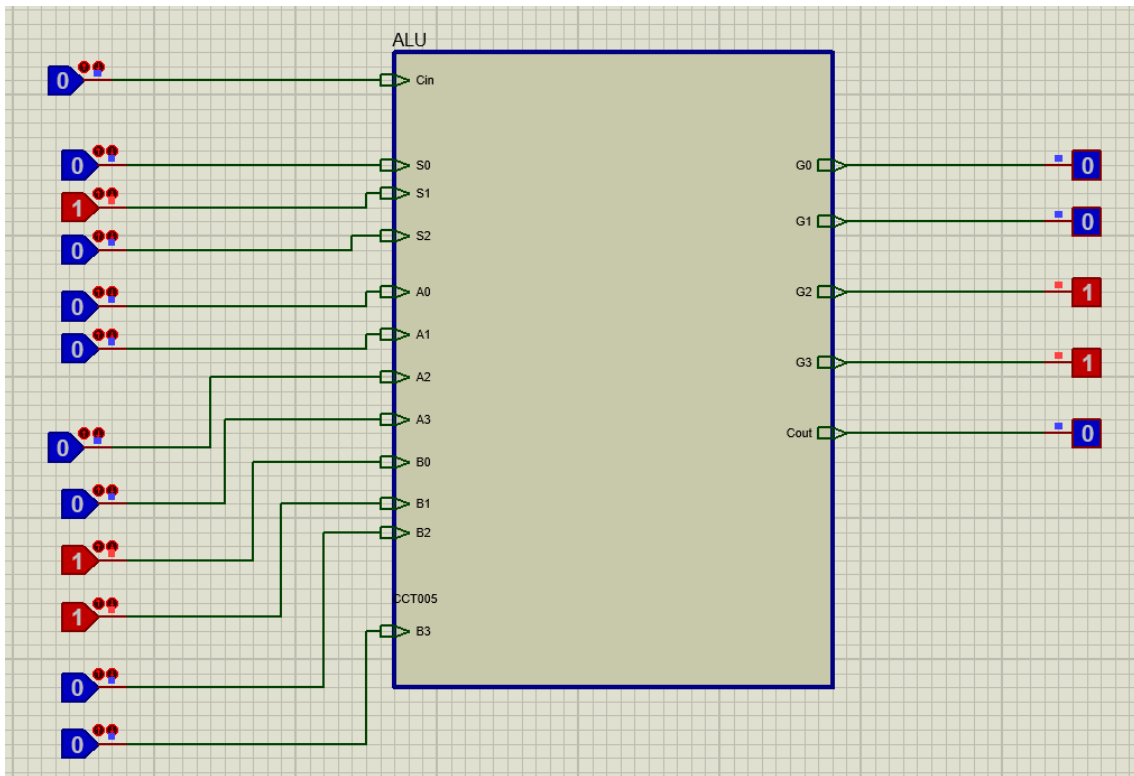 ALU
0 Cin
0 S0 G0 0
1 S1
0 S2 G1 0
0 A0 G2 1
0 A1
0 A2 G3 1
0 A3 Cout 0
1 B0
1 B1
0 B2
CCT005
0 B3